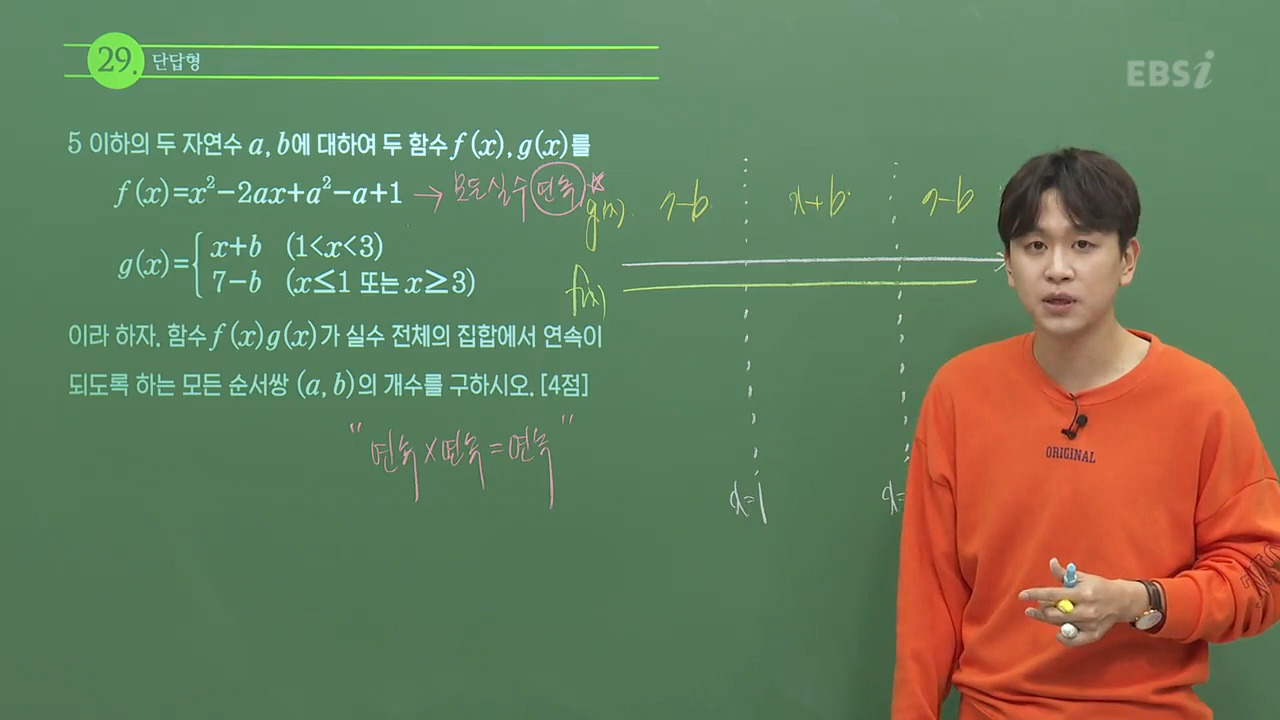 29. 단답형
EBSi
5 이하의 두 자연수 a, b에 대하여 두 함수 f(x), g(x)를
f(x)=x²-2ax+a²-a+1 → 모든 실수 연속
g(x)={ x+b (1<x<3)
7-b (x≤1 또는 x≥3)
이라 하자. 함수 f(x)g(x)가 실수 전체의 집합에서 연속이
되도록 하는 모든 순서쌍 (a, b)의 개수를 구하시오. [4점]
"연속×연속=연속"
g(x) 7-b x+b 7-b
f(x)
x=1 x=
ORIGINAL